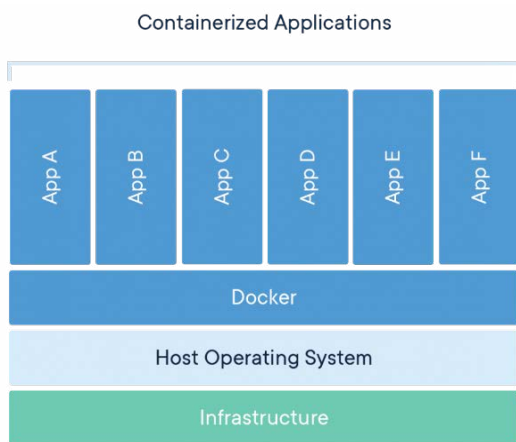 Containerized Applications
App A
App B
App C
App D
App E
App F
Docker
Host Operating System
Infrastructure